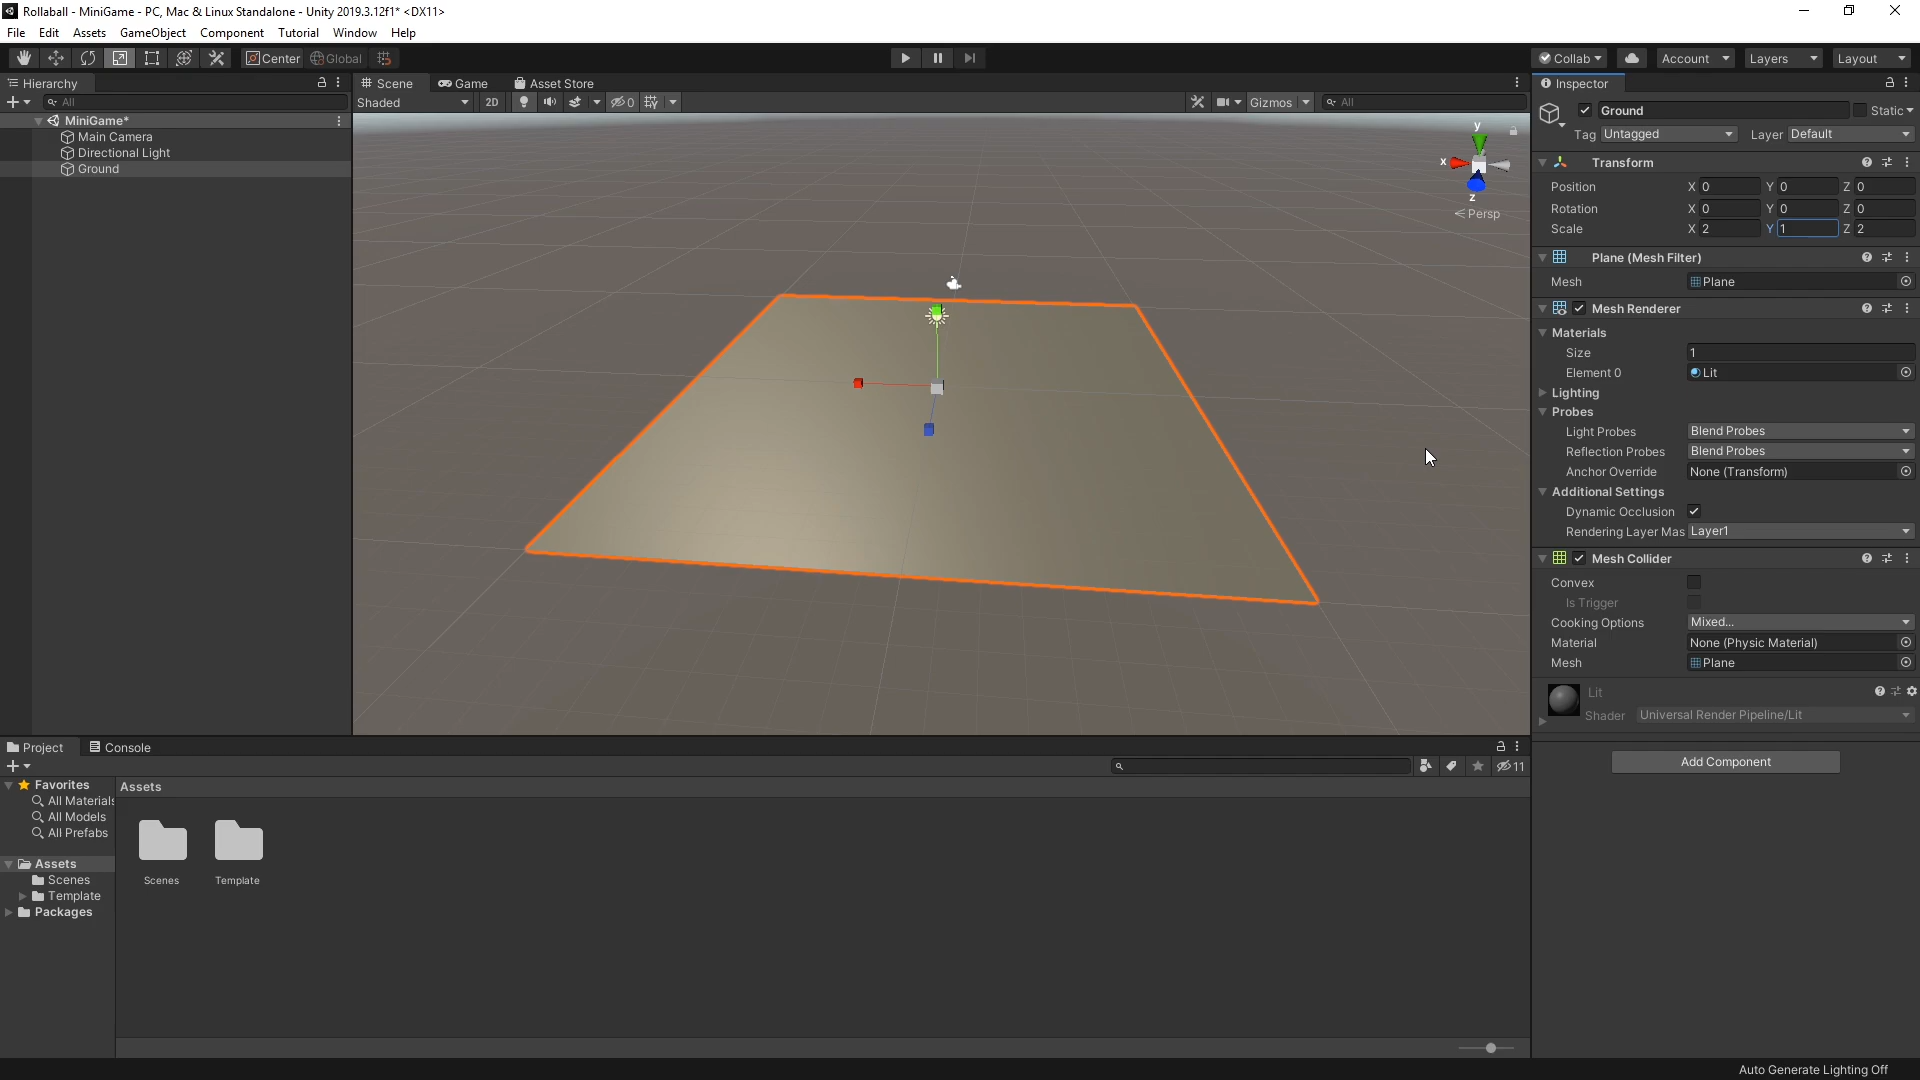 Rollaball - MiniGame - PC, Mac & Linux Standalone - Unity 2019.3.12f1* <DX11>
File Edit Assets GameObject Component Tutorial Window Help
Center Global Collab Account Layers Layout
Hierarchy
All
MiniGame*
Main Camera
Directional Light
Ground
Scene Game Asset Store
Shaded 2D 0 Gizmos All
y
x
z
< Persp
Inspector
Ground Static
Tag Untagged Layer Default
Transform
Position X 0 Y 0 Z 0
Rotation X 0 Y 0 Z 0
Scale X 2 Y 1 Z 2
Plane (Mesh Filter)
Mesh Plane
Mesh Renderer
Materials
Size 1
Element 0 Lit
Lighting
Probes
Light Probes Blend Probes
Reflection Probes Blend Probes
Anchor Override None (Transform)
Additional Settings
Dynamic Occlusion
Rendering Layer Mas Layer1
Mesh Collider
Convex
Is Trigger
Cooking Options Mixed...
Material None (Physic Material)
Mesh Plane
Lit
Shader Universal Render Pipeline/Lit
Add Component
Project Console
11
Favorites
All Materials
All Models
All Prefabs
Assets
Scenes
Template
Packages
Assets
Scenes Template
Auto Generate Lighting Off